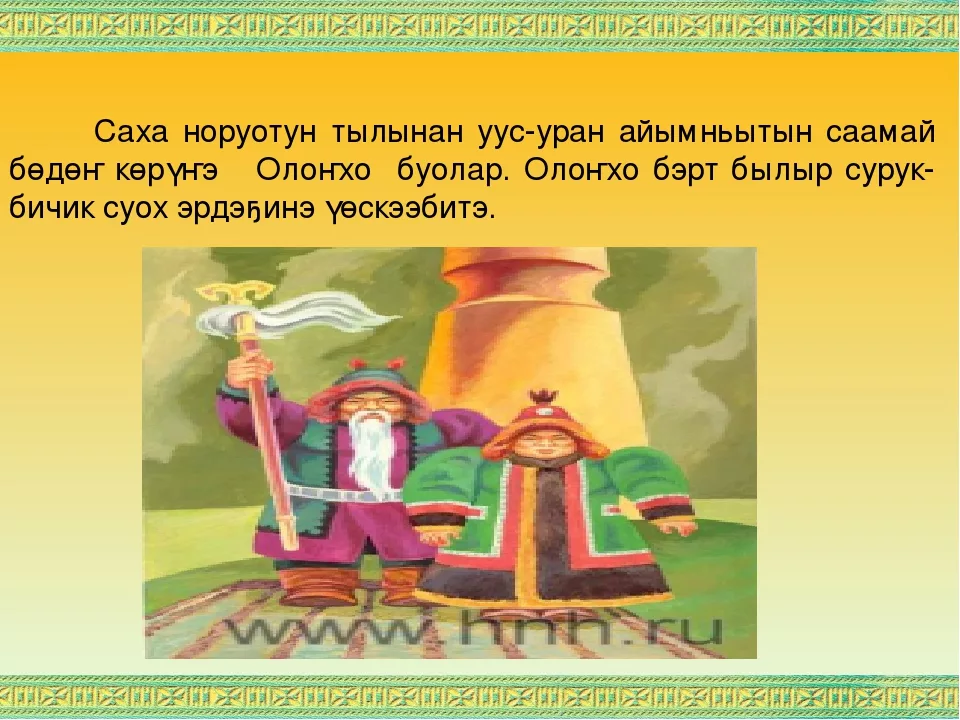 Саха норуотун тылынан уус-уран айымньытын саамай
бөдөҥ көрүҥэ Олоҥхо буолар. Олоҥхо бэрт былыр сурук-
бичик суох эрдэҕинэ үөскээбитэ.
www.hnh.ru